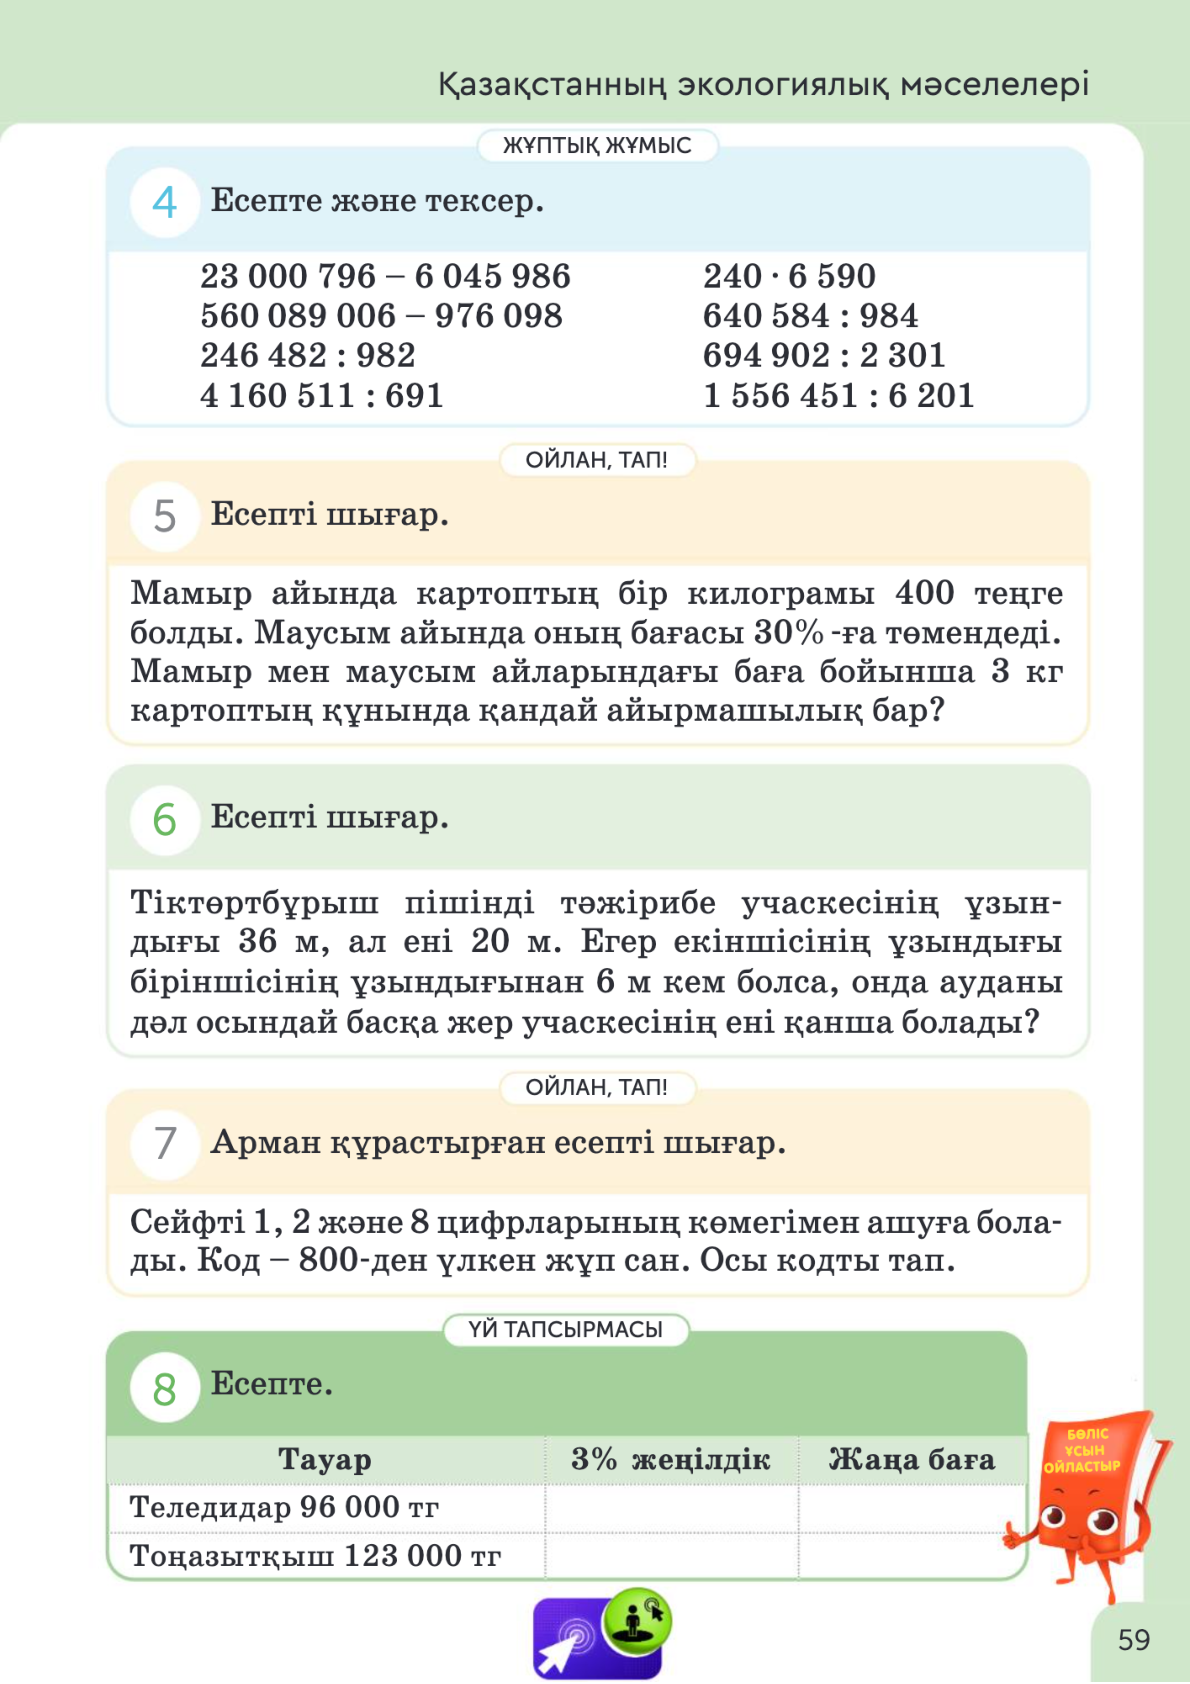 Қазақстанның экологиялық мәселелері
ЖҰПТЫҚ ЖҰМЫС
4 Есепте және тексер.
23 000 796 – 6 045 986
560 089 006 – 976 098
246 482 : 982
4 160 511 : 691
240 · 6 590
640 584 : 984
694 902 : 2 301
1 556 451 : 6 201
ОЙЛАН, ТАП!
5 Есепті шығар.
Мамыр айында картоптың бір килограмы 400 теңге
болды. Маусым айында оның бағасы 30% -ға төмендеді.
Мамыр мен маусым айларындағы баға бойынша 3 кг
картоптың құнында қандай айырмашылық бар?
6 Есепті шығар.
Тіктөртбұрыш пішінді тәжірибе учаскесінің ұзын-
дығы 36 м, ал ені 20 м. Егер екіншісінің ұзындығы
біріншісінің ұзындығынан 6 м кем болса, онда ауданы
дәл осындай басқа жер учаскесінің ені қанша болады?
ОЙЛАН, ТАП!
7 Арман құрастырған есепті шығар.
Сейфті 1, 2 және 8 цифрларының көмегімен ашуға бола-
ды. Код – 800-ден үлкен жұп сан. Осы кодты тап.
ҮЙ ТАПСЫРМАСЫ
8 Есепте.
Тауар 3% жеңілдік Жаңа баға
Теледидар 96 000 тг
Тоңазытқыш 123 000 тг
БӨЛІС
ҰСЫН
ОЙЛАСТЫР
59